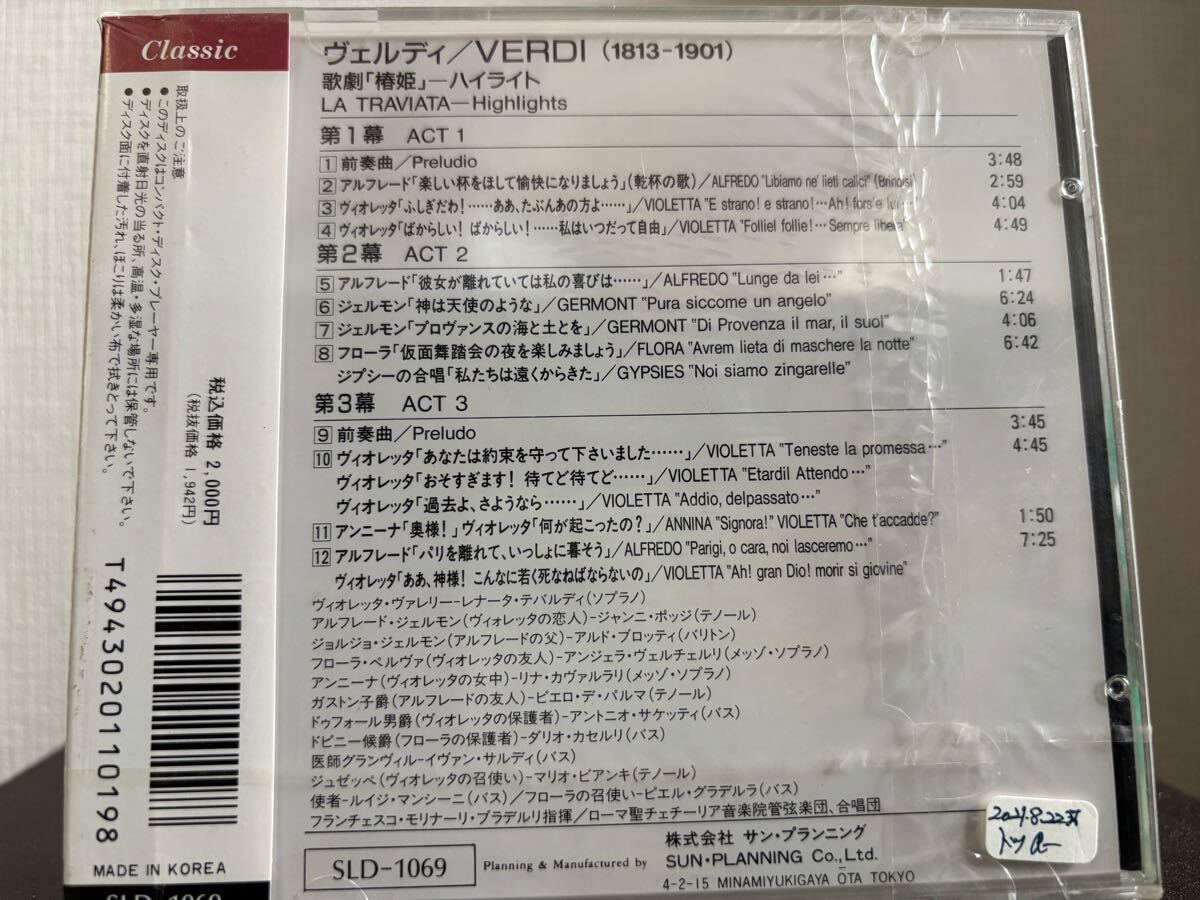 Classic
取扱上のご注意
●このディスクはコンパクト・ディスク・プレーヤー専用です。
●ディスクを直射日光の当る所、高温・多湿な場所には保管しないで下さい。
●ディスク面に付着した汚れ、ほこりは柔かい布で拭きとって下さい。
税込価格 2,000円
(税抜価格 1,942円)
T4943020110198
MADE IN KOREA
SLD-1069
ヴェルディ/VERDI (1813-1901)
歌劇「椿姫」—ハイライト
LA TRAVIATA—Highlights
第1幕 ACT 1
1 前奏曲/Preludio 3:48
2 アルフレード「楽しい杯をほして愉快になりましょう」(乾杯の歌)/ALFREDO "Libiamo ne' lieti calici" (Brindisi) 2:59
3 ヴィオレッタ「ふしぎだわ!……ああ、たぶんあの方よ……」/VIOLETTA "E strano! e strano!…Ah! fors'e lui… 4:04
4 ヴィオレッタ「ばからしい! ばからしい!……私はいつだって自由」/VIOLETTA "Folliel follie!…Sempre libera" 4:49
第2幕 ACT 2
5 アルフレード「彼女が離れていては私の喜びは……」/ALFREDO "Lunge da lei…" 1:47
6 ジェルモン「神は天使のような」/GERMONT "Pura siccome un angelo" 6:24
7 ジェルモン「プロヴァンスの海と土とを」/GERMONT "Di Provenza il mar, il suol" 4:06
8 フローラ「仮面舞踏会の夜を楽しみましょう」/FLORA "Avrem lieta di maschere la notte" 6:42
ジプシーの合唱「私たちは遠くからきた」/GYPSIES "Noi siamo zingarelle"
第3幕 ACT 3
9 前奏曲/Preludo 3:45
10 ヴィオレッタ「あなたは約束を守って下さいました……」/VIOLETTA "Teneste la promessa…" 4:45
ヴィオレッタ「おそすぎます! 待てど待てど……」/VIOLETTA "Etardil Attendo…"
ヴィオレッタ「過去よ、さようなら……」/VIOLETTA "Addio, delpassato…"
11 アンニーナ「奥様!」ヴィオレッタ「何が起こったの?」/ANNINA "Signora!" VIOLETTA "Che t'accadde?" 1:50
12 アルフレード「パリを離れて、いっしょに暮そう」/ALFREDO "Parigi, o cara, noi lasceremo…" 7:25
ヴィオレッタ「ああ、神様! こんなに若く死なねばならないの」/VIOLETTA "Ah! gran Dio! morir si giovine"
ヴィオレッタ・ヴァレリー-レナータ・テバルディ(ソプラノ)
アルフレード・ジェルモン(ヴィオレッタの恋人)-ジャンニ・ポッジ(テノール)
ジョルジョ・ジェルモン(アルフレードの父)-アルド・プロッティ(バリトン)
フローラ・ベルヴァ(ヴィオレッタの友人)-アンジェラ・ヴェルチェルリ(メッゾ・ソプラノ)
アンニーナ(ヴィオレッタの女中)-リナ・カヴァルラリ(メッゾ・ソプラノ)
ガストン子爵(アルフレードの友人)-ピエロ・デ・パルマ(テノール)
ドゥフォール男爵(ヴィオレッタの保護者)-アントニオ・サケッティ(バス)
ドビニー候爵(フローラの保護者)-ダリオ・カセルリ(バス)
医師グランヴィル-イヴァン・サルディ(バス)
ジュゼッペ(ヴィオレッタの召使い)-マリオ・ビアンキ(テノール)
使者-ルイジ・マンシーニ(バス)/フローラの召使い-ピエル・グラデルラ(バス)
フランチェスコ・モリナーリ・プラデルリ指揮/ローマ聖チェチーリア音楽院管弦楽団、合唱団
SLD-1069
Planning & Manufactured by
株式会社 サン・プランニング
SUN・PLANNING Co., Ltd.
4-2-15 MINAMIYUKIGAYA OTA TOKYO